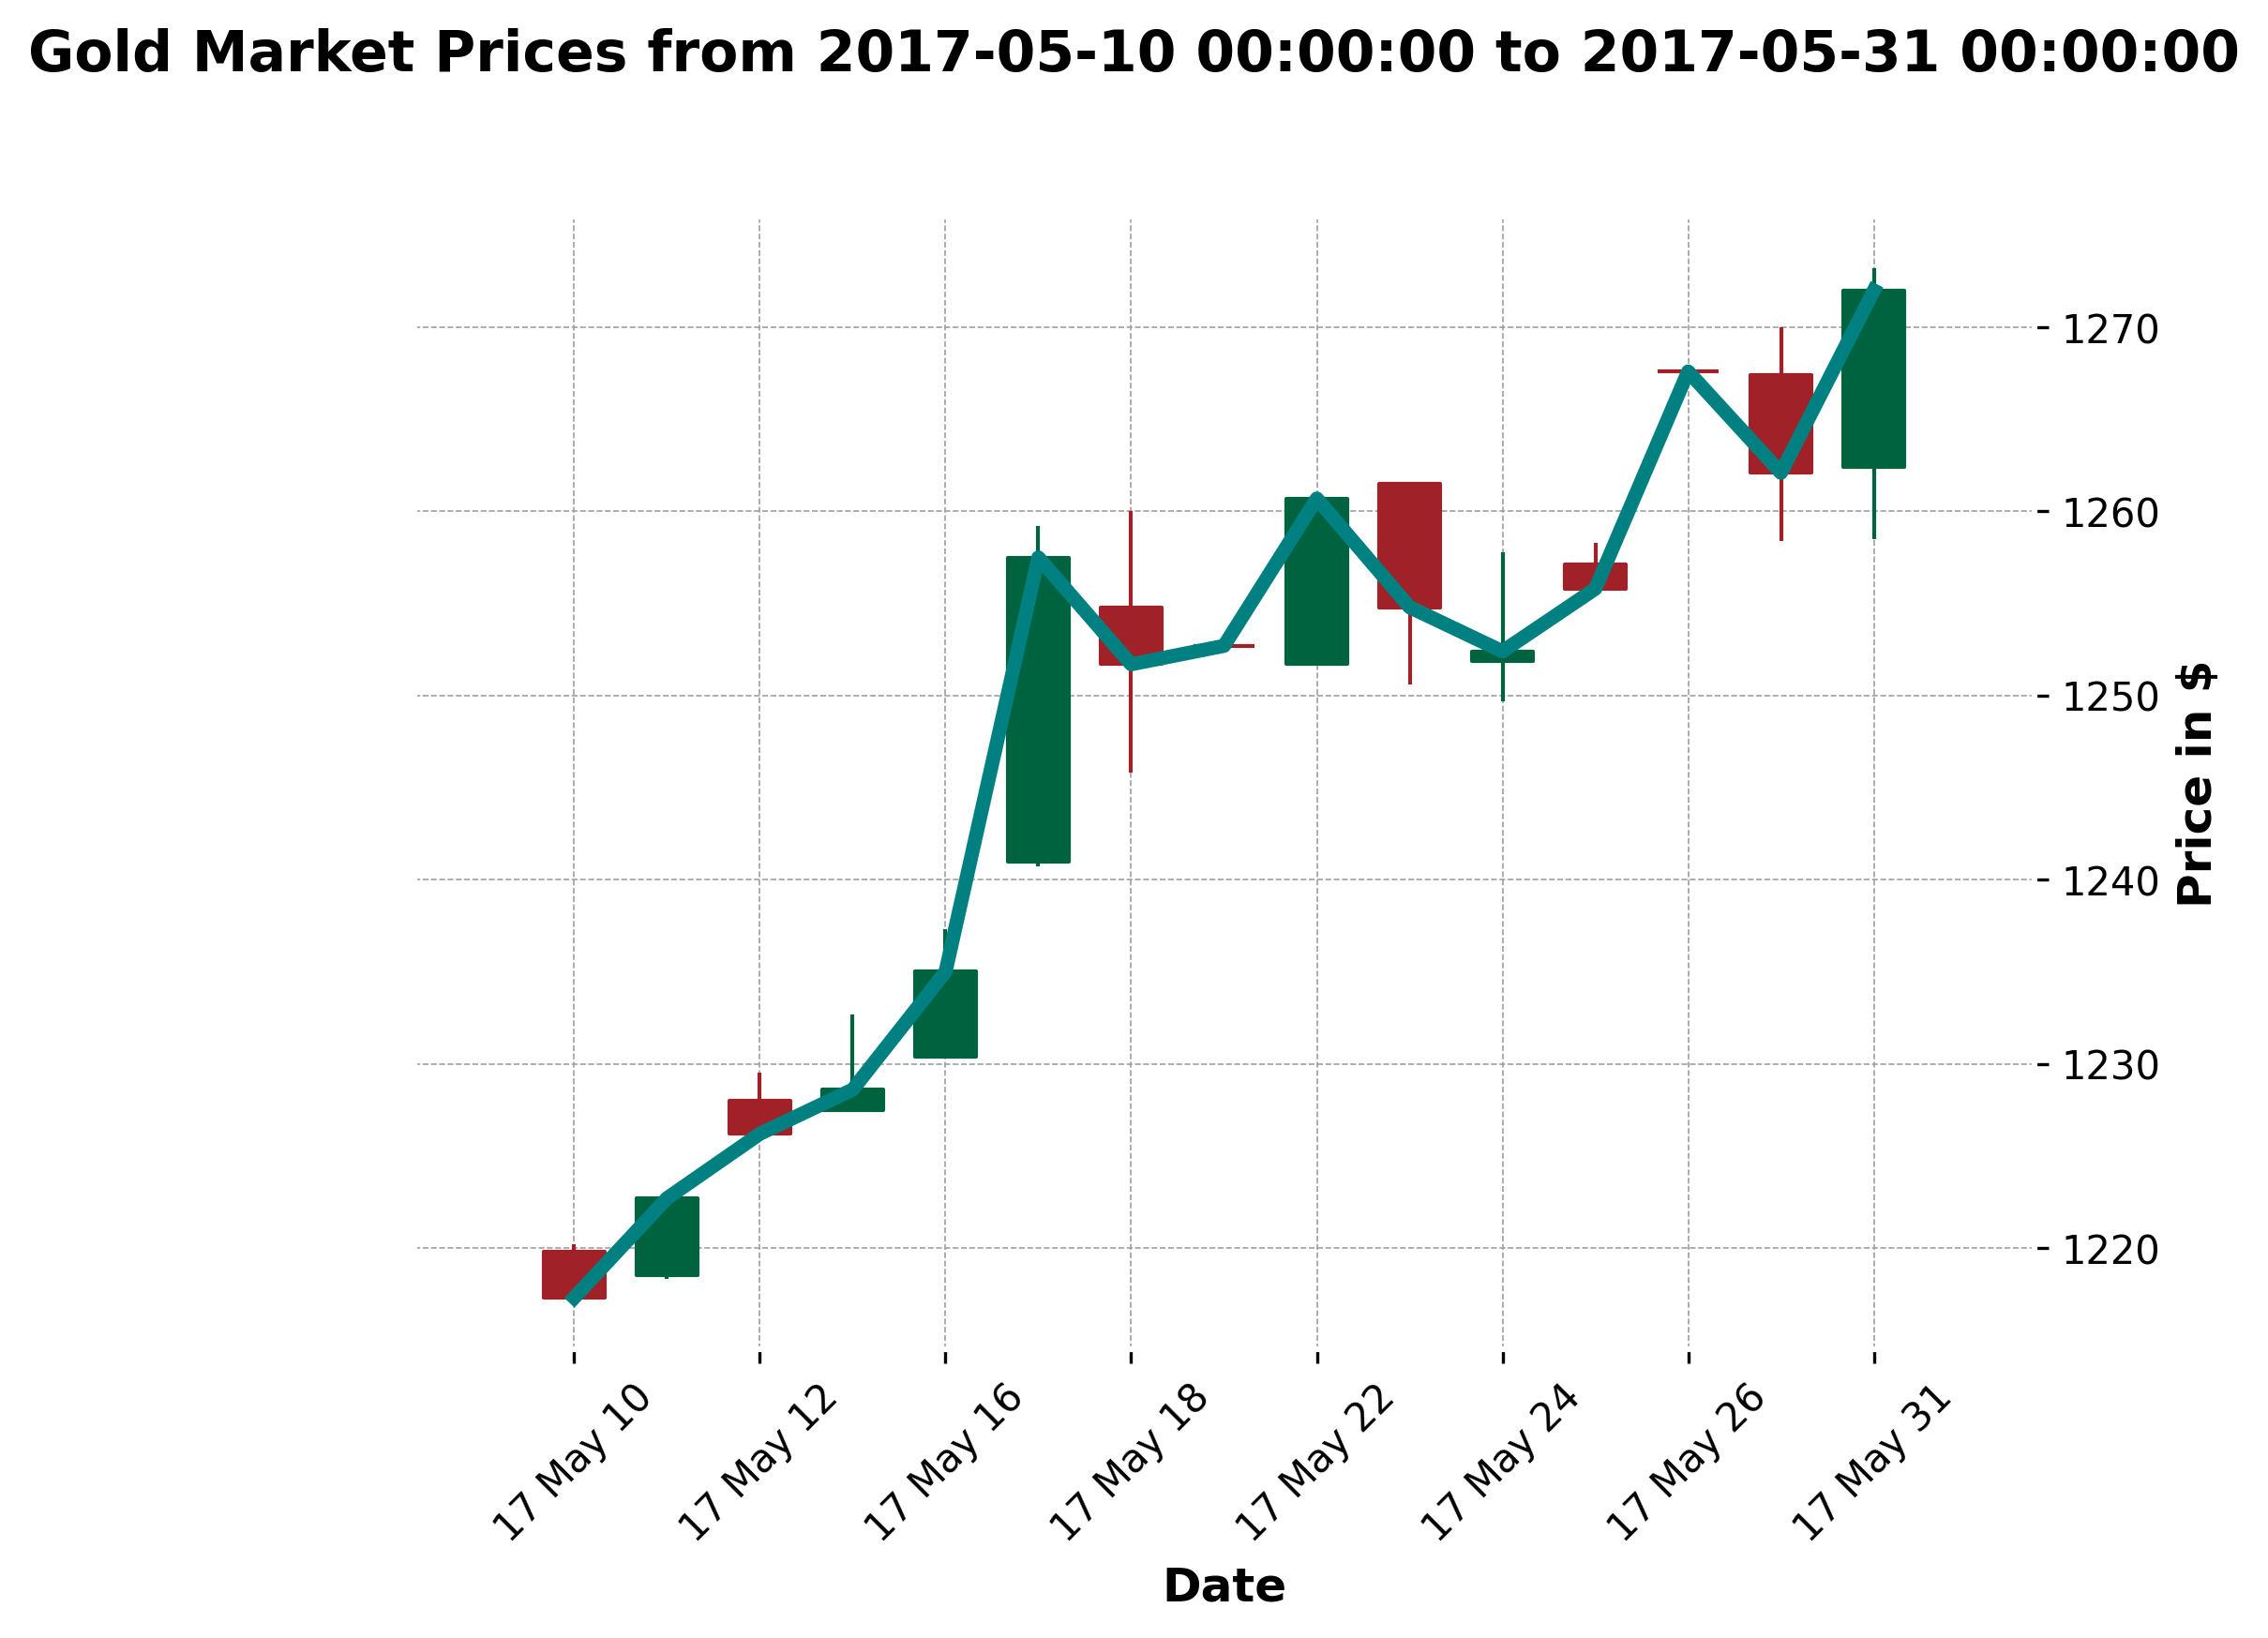 Gold Market Prices from 2017-05-10 00:00:00 to 2017-05-31 00:00:00
1270
1260
1250
1240
1230
1220
Price in $
17 May 10
17 May 12
17 May 16
17 May 18
17 May 22
17 May 24
17 May 26
17 May 31
Date